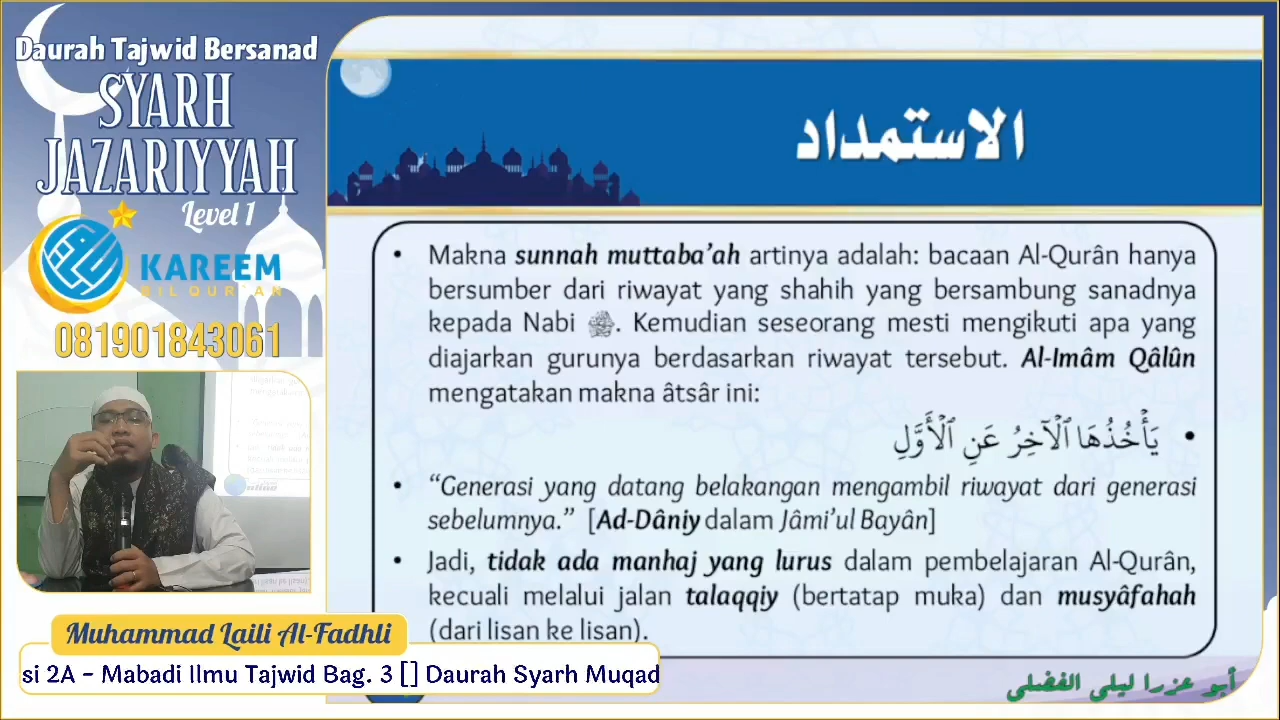 Daurah Tajwid Bersanad
SYARH
JAZARIYYAH
Level 1
KAREEM
BIL QUR`AN
081901843061
Muhammad Laili Al-Fadhli
si 2A - Mabadi Ilmu Tajwid Bag. 3 [] Daurah Syarh Muqad
الاستمداد
• Makna sunnah muttaba’ah artinya adalah: bacaan Al-Qurân hanya
bersumber dari riwayat yang shahih yang bersambung sanadnya
kepada Nabi ﷺ. Kemudian seseorang mesti mengikuti apa yang
diajarkan gurunya berdasarkan riwayat tersebut. Al-Imâm Qâlûn
mengatakan makna âtsâr ini:
• يَأْخُذُهَا ٱلْآخِرُ عَنِ ٱلْأَوَّلِ
• “Generasi yang datang belakangan mengambil riwayat dari generasi
sebelumnya.” [Ad-Dâniy dalam Jâmi’ul Bayân]
• Jadi, tidak ada manhaj yang lurus dalam pembelajaran Al-Qurân,
kecuali melalui jalan talaqqiy (bertatap muka) dan musyâfahah
(dari lisan ke lisan).
أبو عزرا ليلى الفضلى